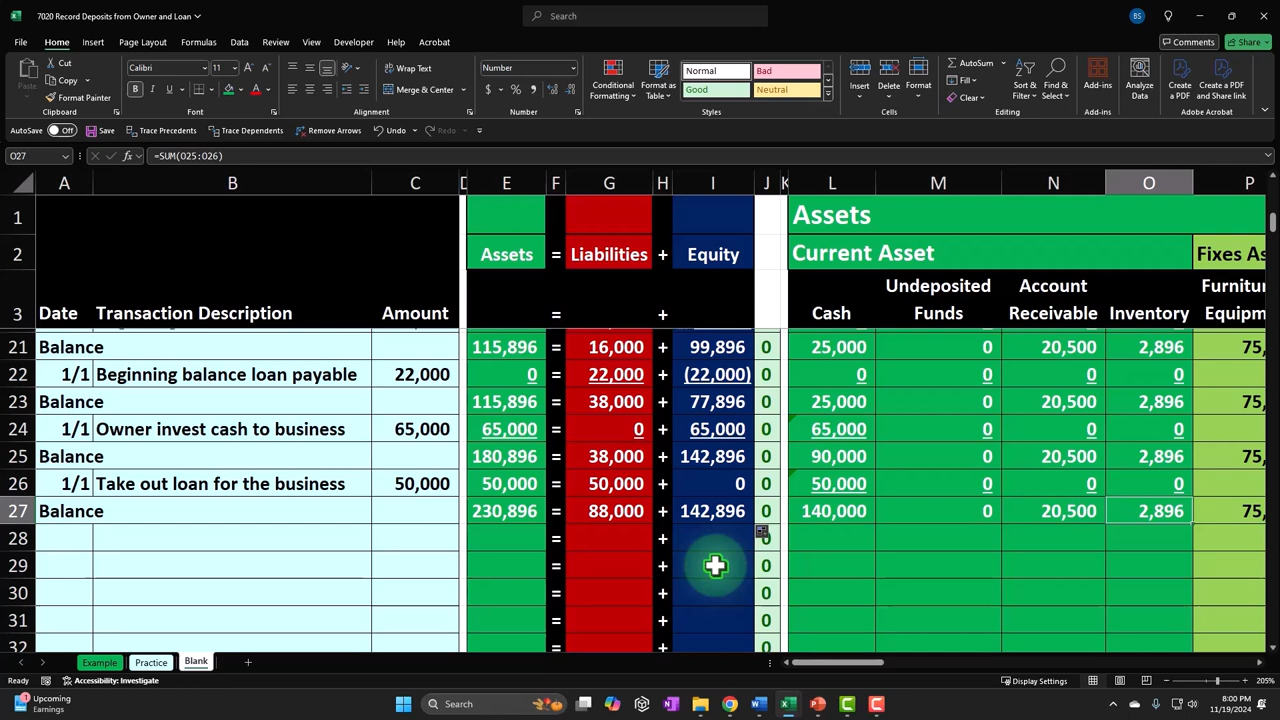 7020 Record Deposits from Owner and Loan
Search
BS
File Home Insert Page Layout Formulas Data Review View Developer Help Acrobat
Comments Share
Cut
Copy
Paste
Format Painter
Calibri 11
Wrap Text
Merge & Center
Number
Conditional Formatting
Format as Table
Normal Bad
Good Neutral
Insert Delete Format
AutoSum
Fill
Clear
Sort & Filter
Find & Select
Add-ins
Analyze Data
Create a PDF
Create a PDF and Share link
Clipboard Font Alignment Number Styles Cells Editing Add-ins Adobe Acrobat
AutoSave Off Save Trace Precedents Trace Dependents Remove Arrows Undo Redo
O27 fx =SUM(O25:O26)
A B C D E F G H I J K L M N O P
1 Assets
2 Assets = Liabilities + Equity Current Asset Fixes As
Undeposited Account Furnitur
3 Date Transaction Description Amount = + Cash Funds Receivable Inventory Equipm
21 Balance 115,896 = 16,000 + 99,896 0 25,000 0 20,500 2,896 75,
22 1/1 Beginning balance loan payable 22,000 0 = 22,000 + (22,000) 0 0 0 0 0
23 Balance 115,896 = 38,000 + 77,896 0 25,000 0 20,500 2,896 75,
24 1/1 Owner invest cash to business 65,000 65,000 = 0 + 65,000 0 65,000 0 0 0
25 Balance 180,896 = 38,000 + 142,896 0 90,000 0 20,500 2,896 75,
26 1/1 Take out loan for the business 50,000 50,000 = 50,000 + 0 0 50,000 0 0 0
27 Balance 230,896 = 88,000 + 142,896 0 140,000 0 20,500 2,896 75,
28 = + 0
29 = + 0
30 = + 0
31 = + 0
32 = + 0
Example Practice Blank
Ready Accessibility: Investigate Display Settings 205%
Upcoming
Earnings
Search
8:00 PM
11/19/2024